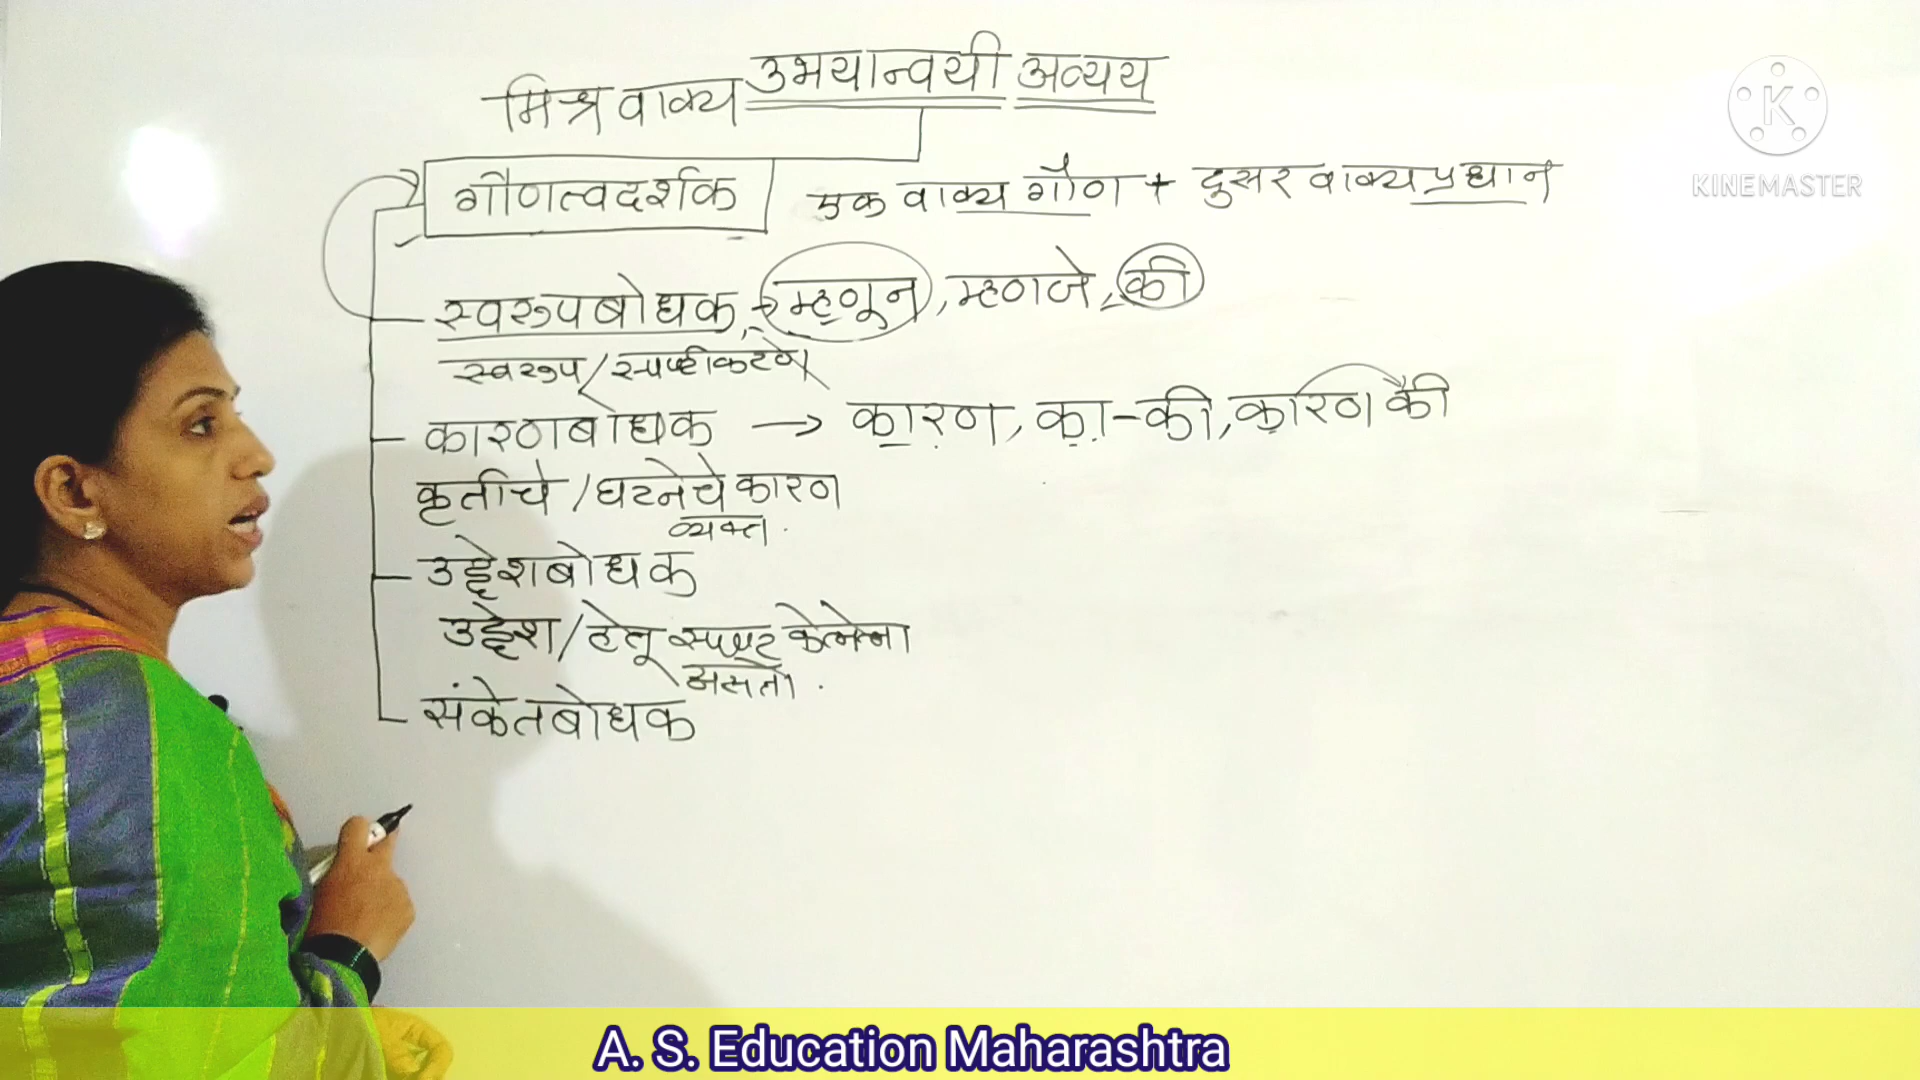 मिश्र वाक्य उभयान्वयी अव्यय
गौणत्वदर्शक एक वाक्य गौण + दुसर वाक्य प्रधान
स्वरुपबोधक, → म्हणून, म्हणजे, की
स्वरुप/स्पष्टीकरण
कारणबोधक → कारण, का-की, कारण की
कृतीचे/घटनेचे कारण
व्यक्त.
उद्देशबोधक
उद्देश/हेतू स्पष्ट केलेला
असतो.
संकेतबोधक
K
KINEMASTER
A. S. Education Maharashtra